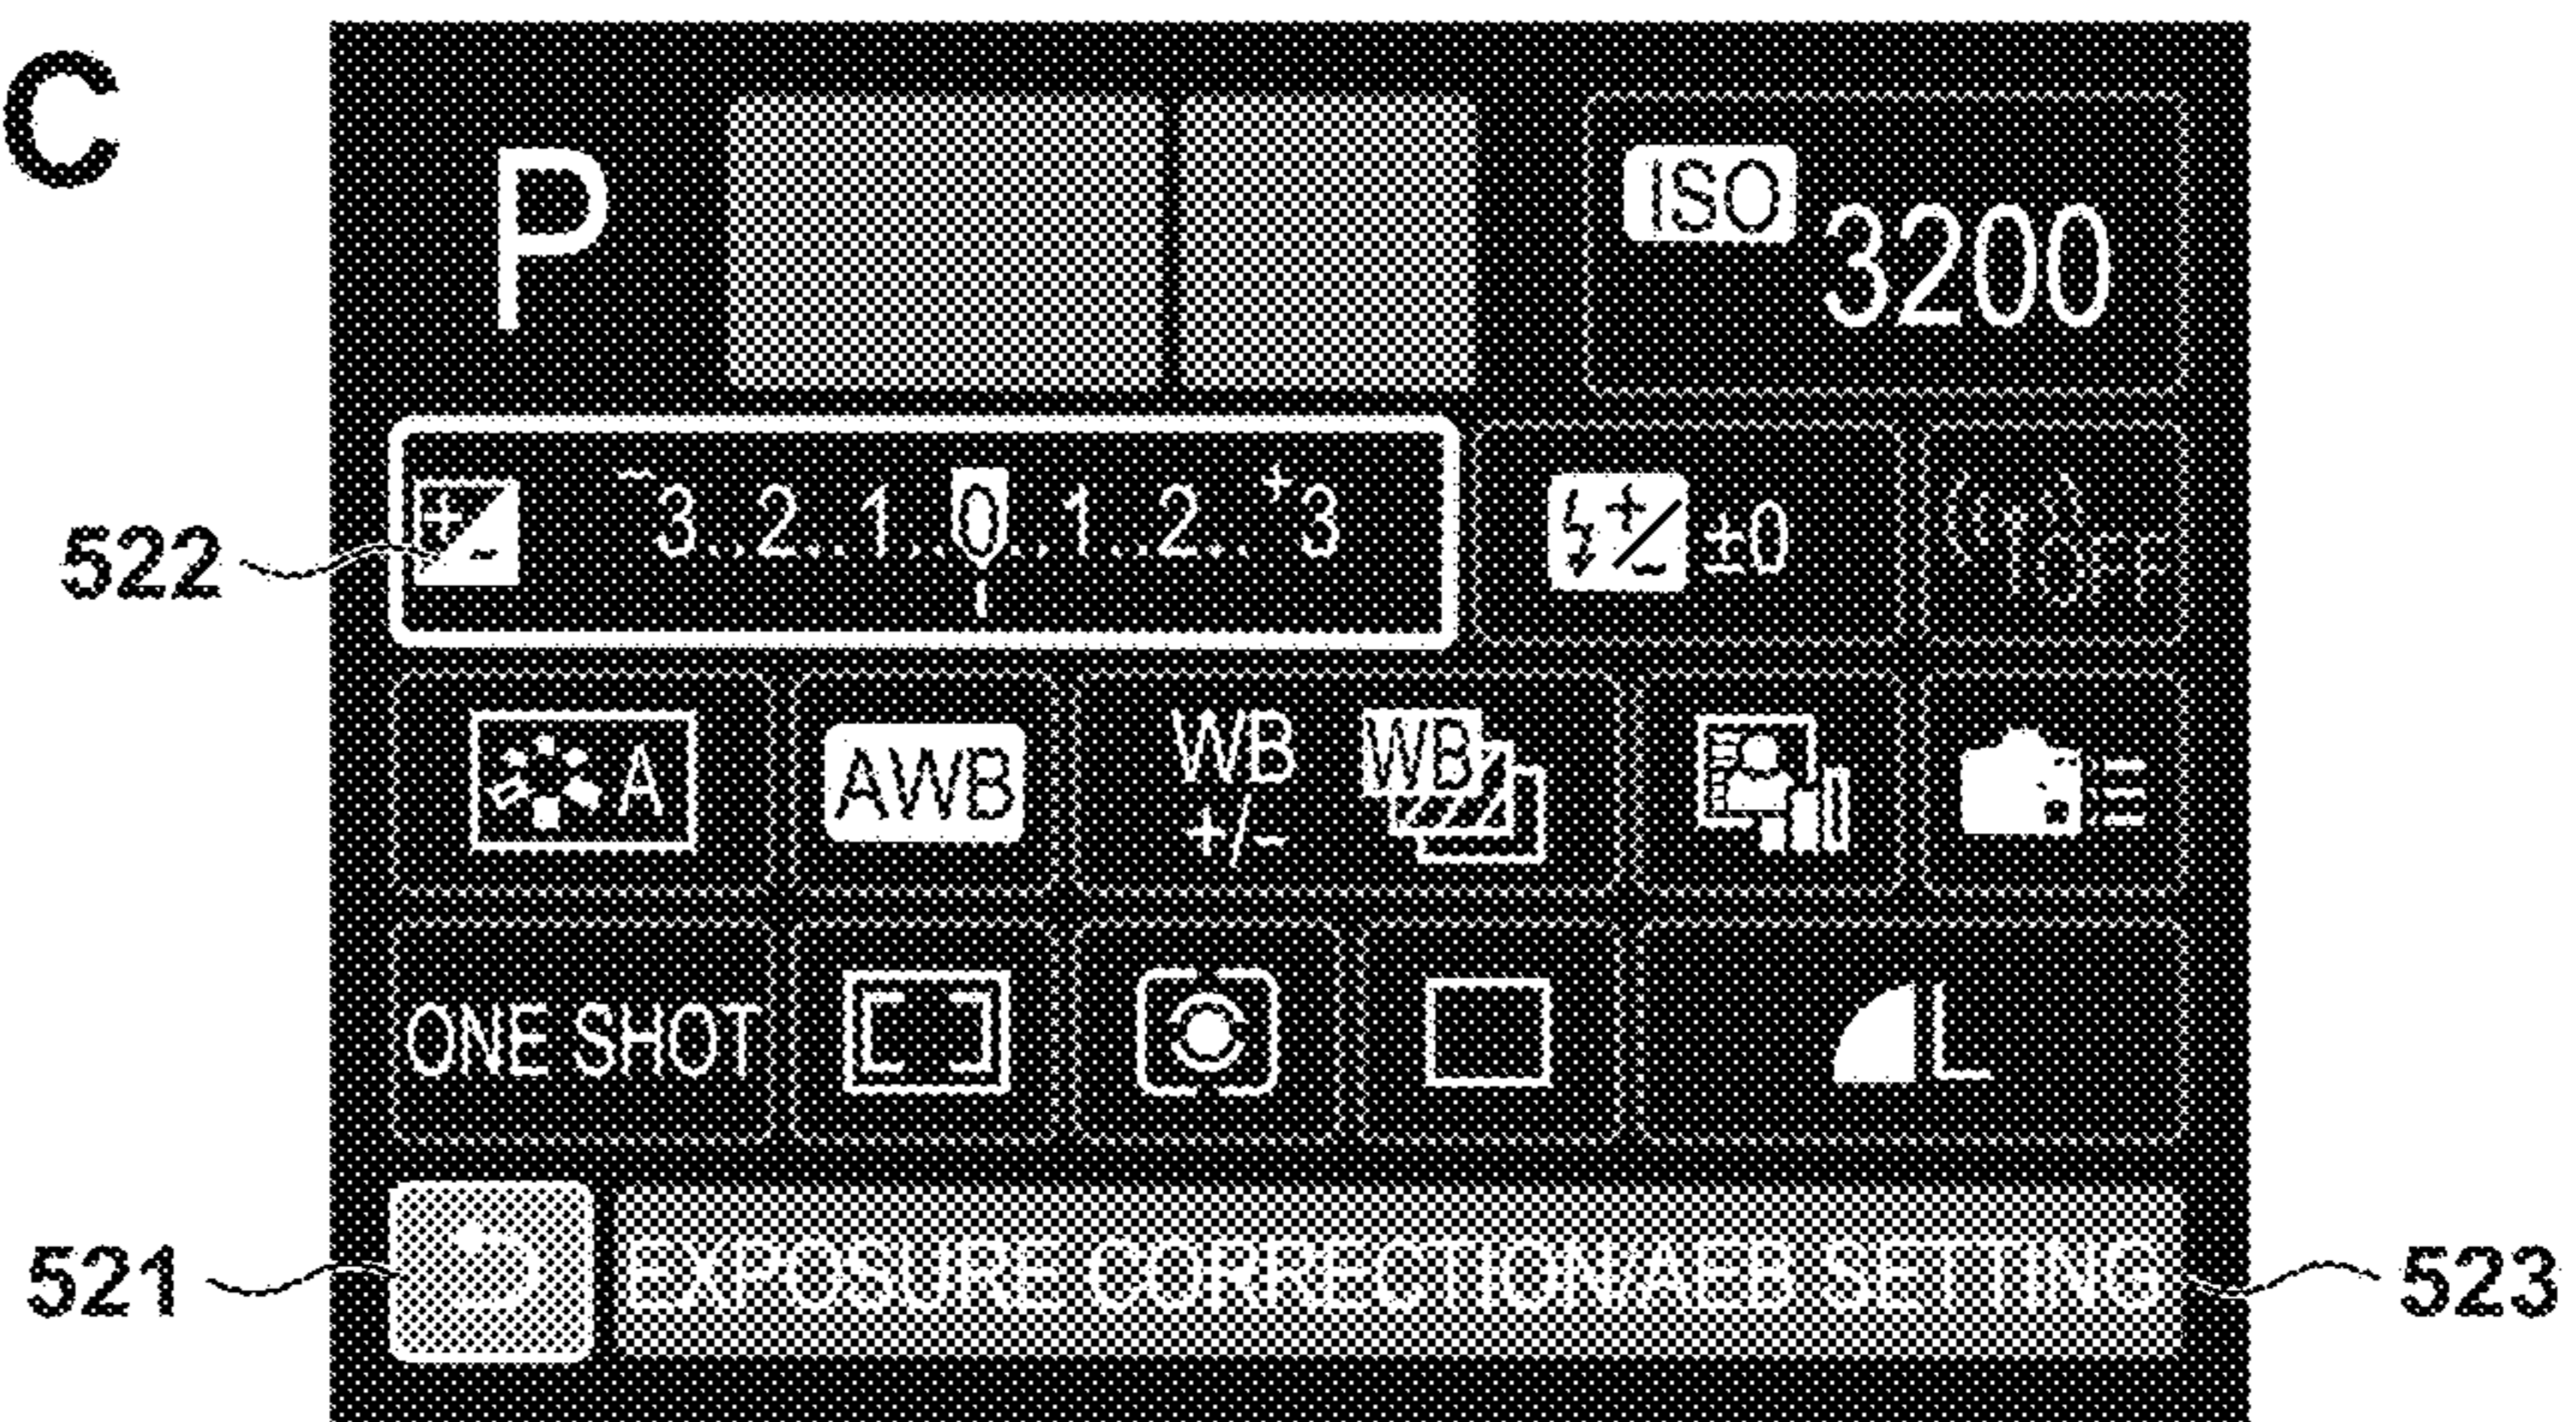 C
P
ISO 3200
522
+
-
-3..2..1..0..1..2..+3
+/- ±0
OFF
A
AWB
WB
+/-
WB
ONE SHOT
L
521
EXPOSURE CORRECTION/AEB SETTING
523